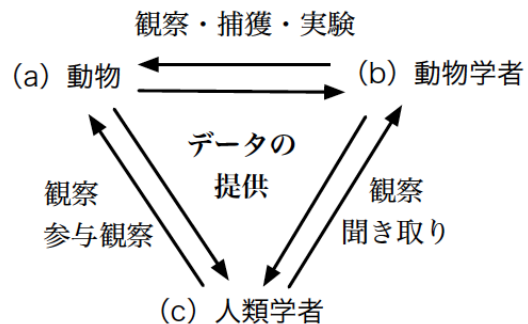 観察・捕獲・実験
(a) 動物
(b) 動物学者
データの
提供
観察
参与観察
観察
聞き取り
(c) 人類学者